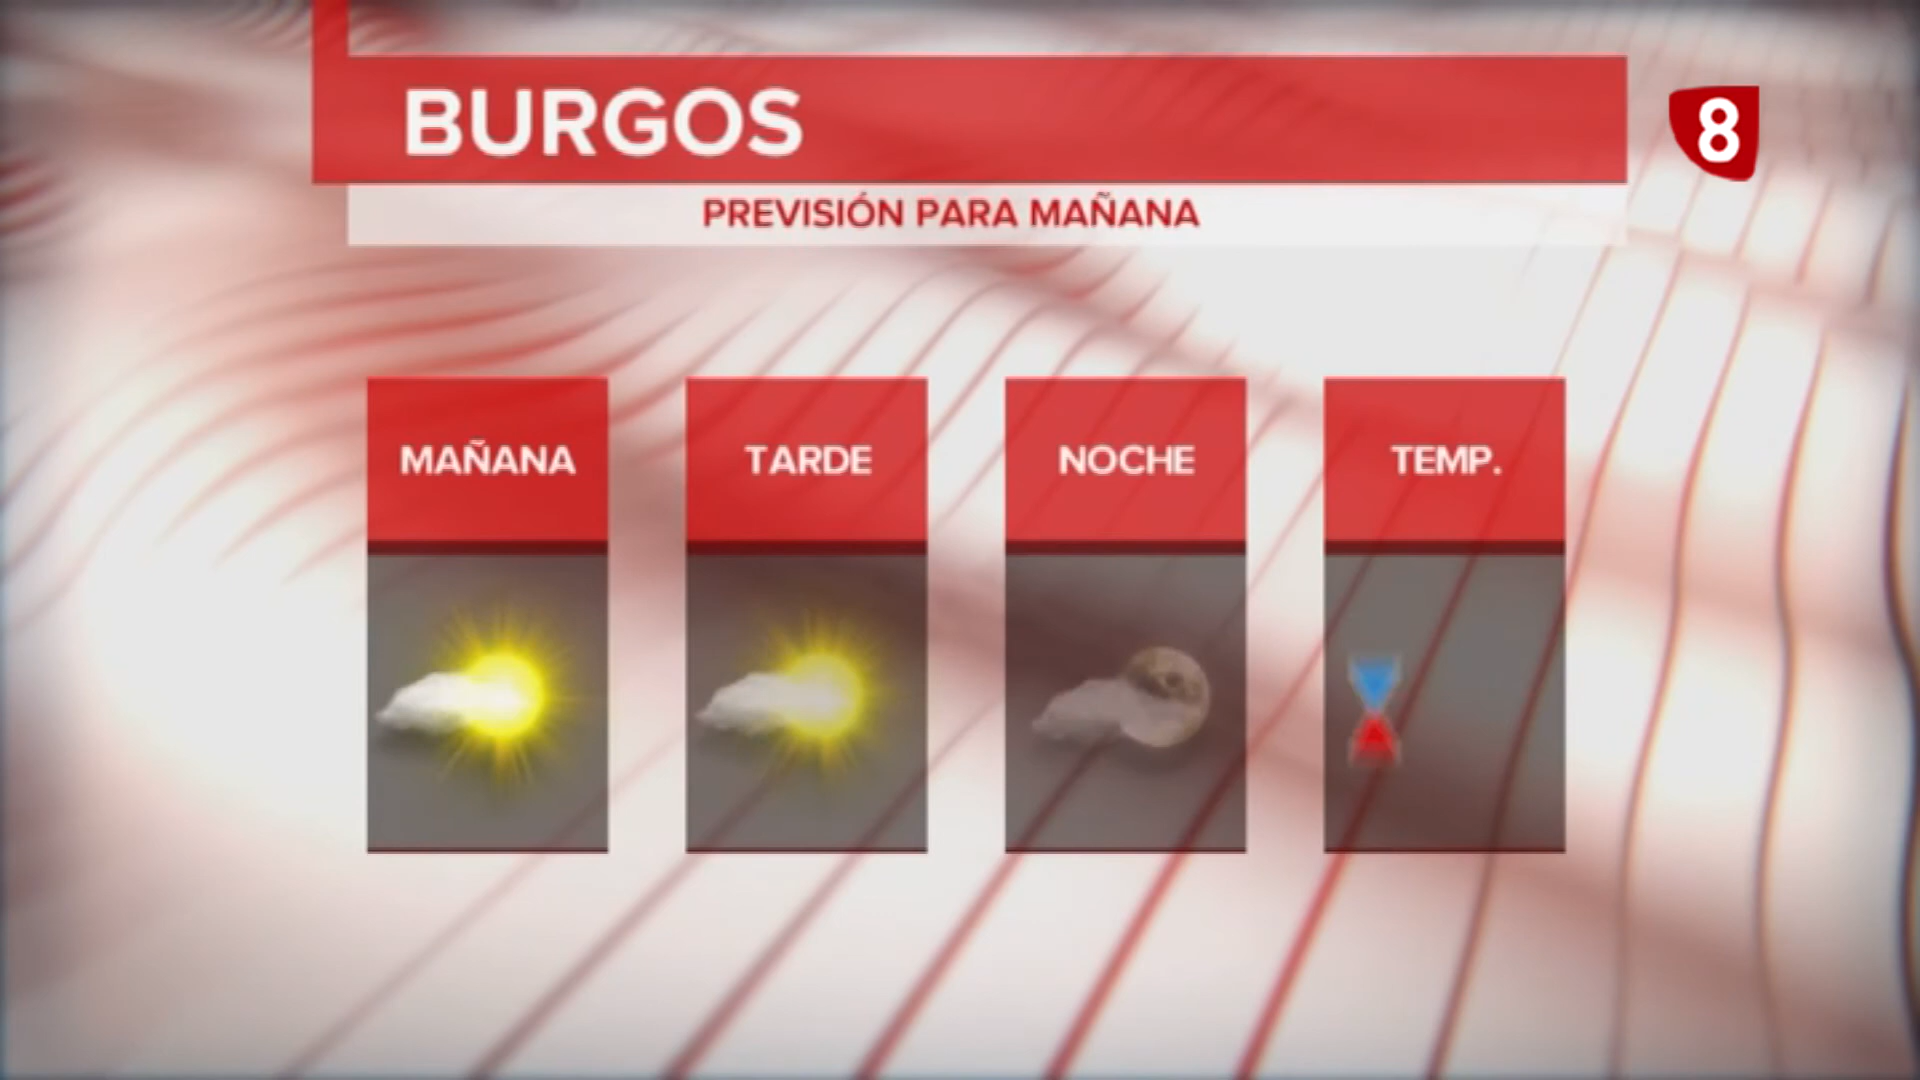 BURGOS
8
PREVISIÓN PARA MAÑANA
MAÑANA
TARDE
NOCHE
TEMP.